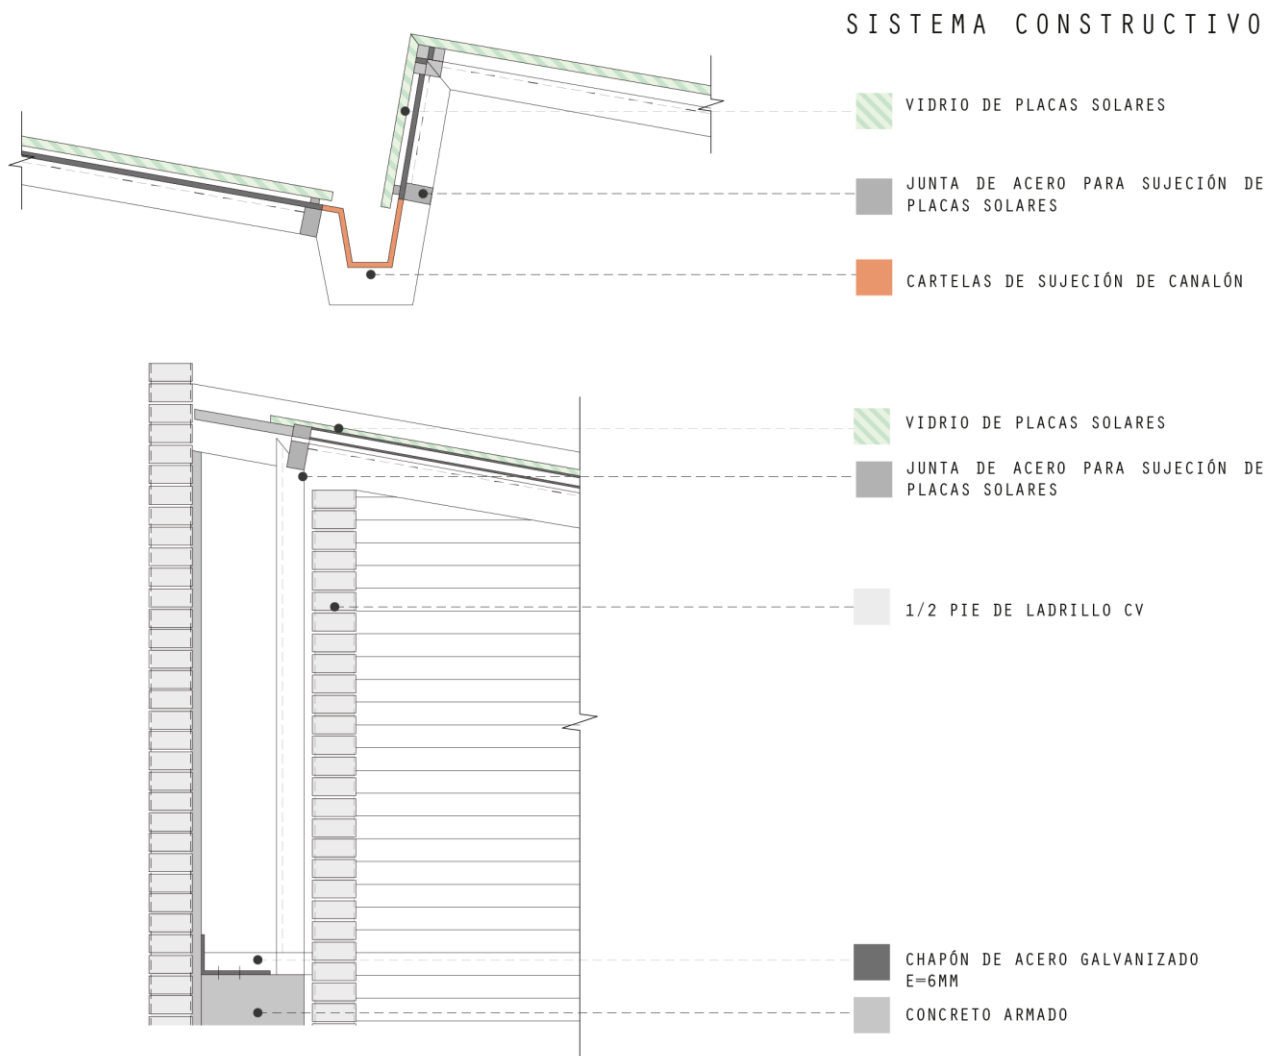 SISTEMA CONSTRUCTIVO
VIDRIO DE PLACAS SOLARES
JUNTA DE ACERO PARA SUJECIÓN DE
PLACAS SOLARES
CARTELAS DE SUJECIÓN DE CANALÓN
VIDRIO DE PLACAS SOLARES
JUNTA DE ACERO PARA SUJECIÓN DE
PLACAS SOLARES
1/2 PIE DE LADRILLO CV
CHAPÓN DE ACERO GALVANIZADO
E=6MM
CONCRETO ARMADO